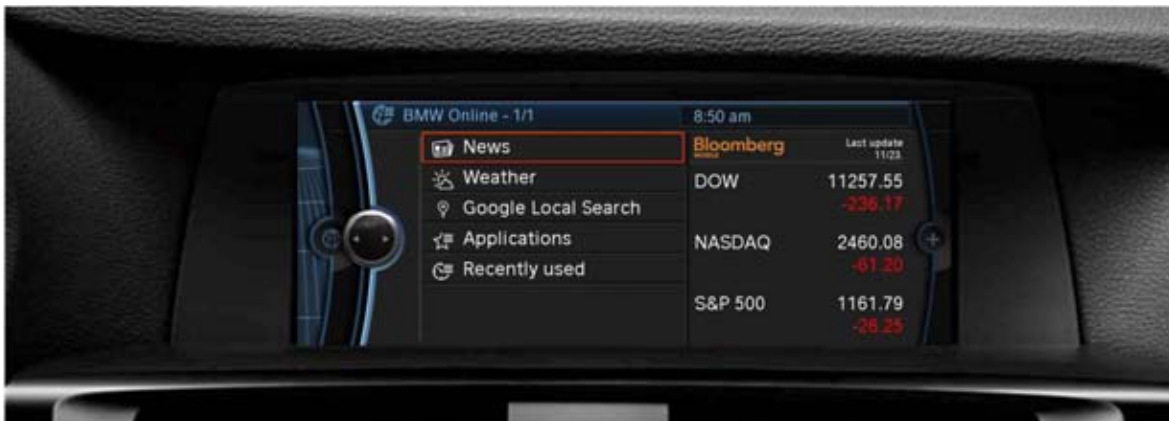 BMW Online - 1/1
8:50 am
News
Weather
Google Local Search
Applications
Recently used
Bloomberg
MOBILE
Last update
11/23.
DOW 11257.55
-236.17
NASDAQ 2460.08
-61.20
S&P 500 1161.79
-26.25